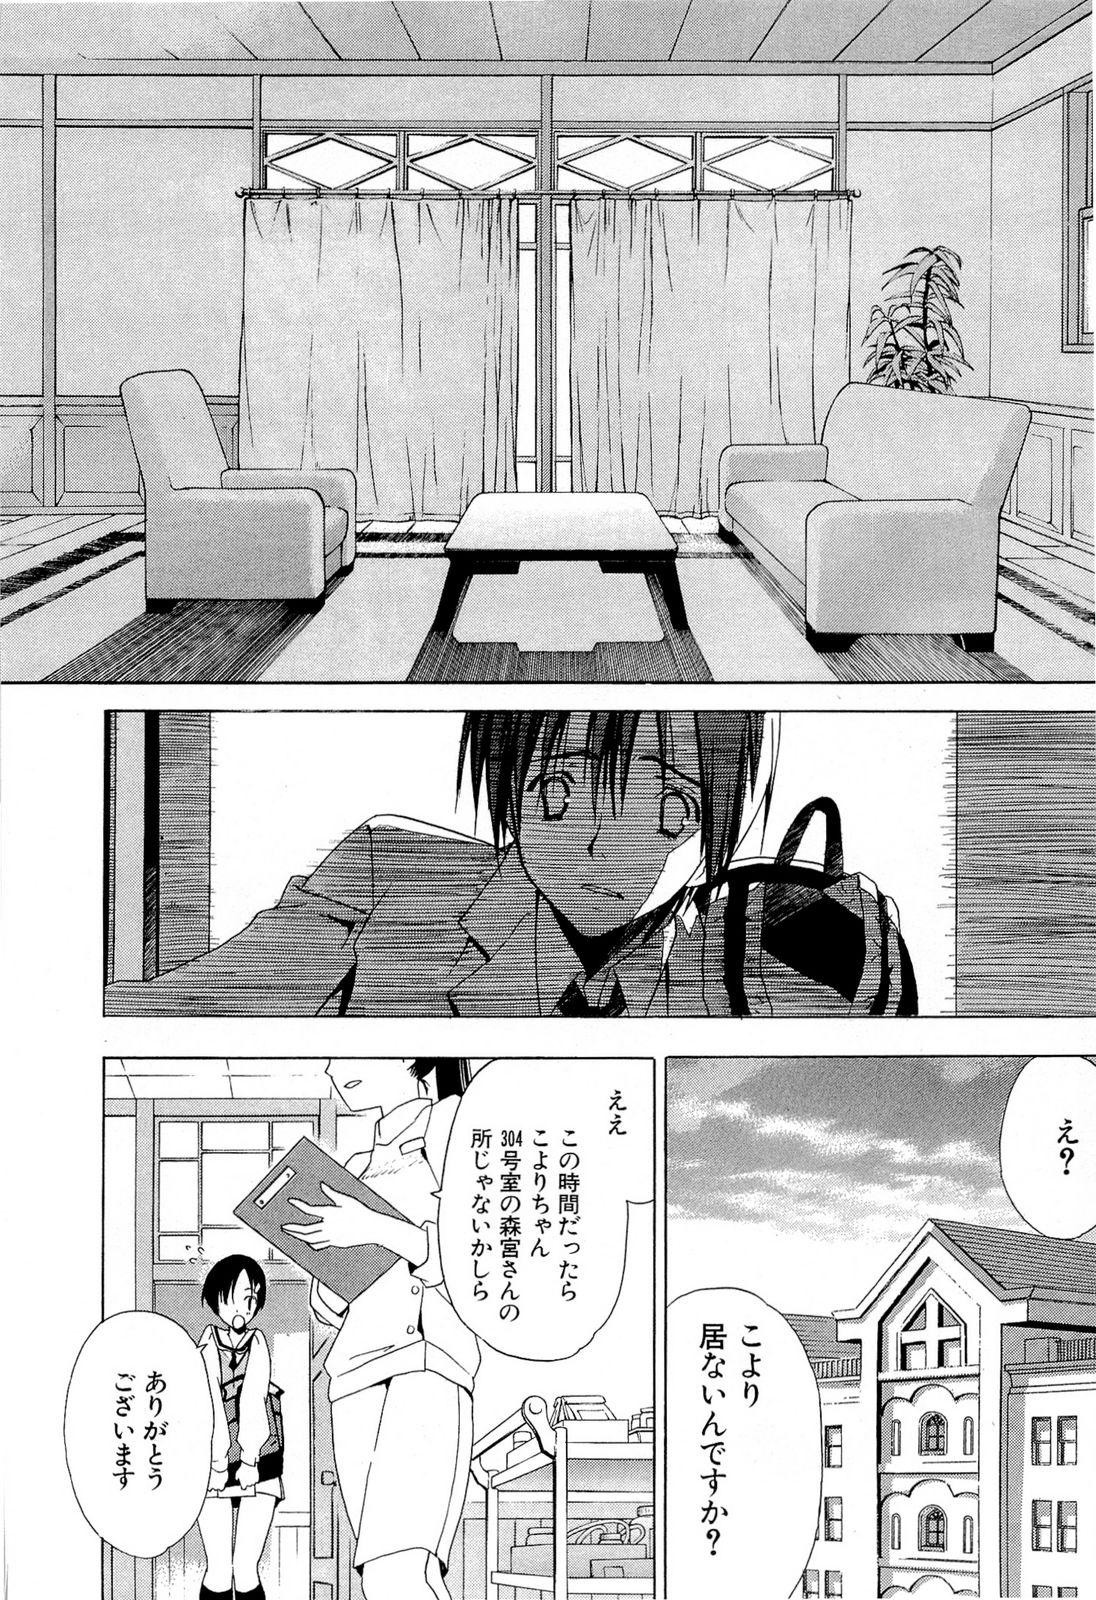 え?
こより
居ないんですか?
ええ
この時間だったら
こよりちゃん
304号室の森宮さんの
所じゃないかしら
ありがとう
ございます